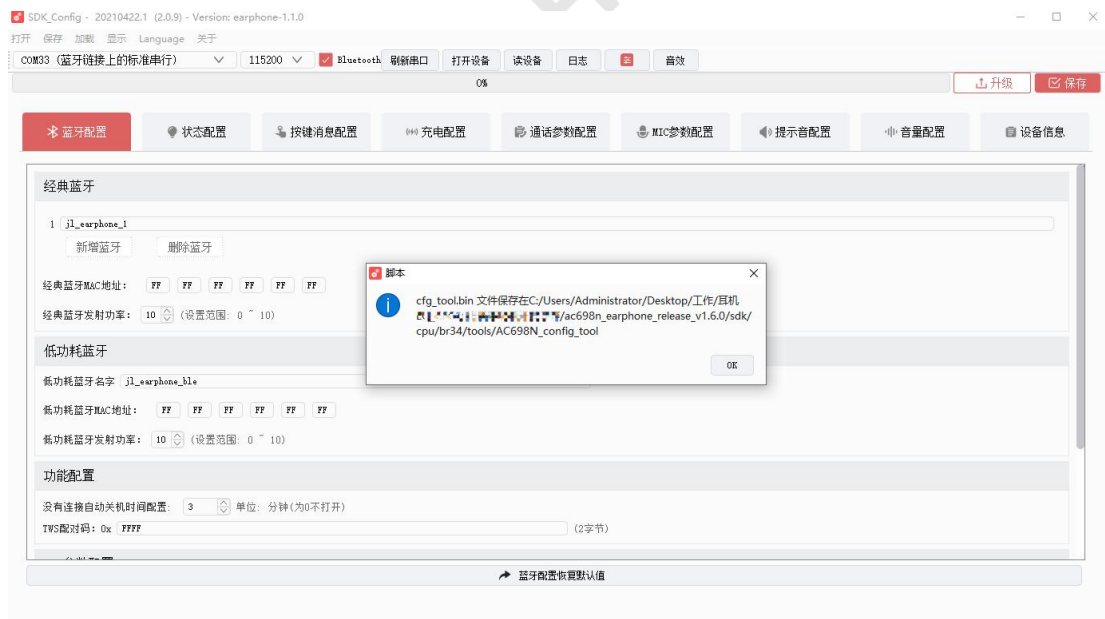 SDK_Config - 20210422.1 (2.0.9) - Version: earphone-1.1.0
打开 保存 加载 显示 Language 关于
COM33 (蓝牙链接上的标准串行) 115200 Bluetooth 刷新串口 打开设备 读设备 日志 音效
0% 升级 保存
蓝牙配置 状态配置 按键消息配置 充电配置 通话参数配置 MIC参数配置 提示音配置 音量配置 设备信息
经典蓝牙
1 jl_earphone_1
新增蓝牙 删除蓝牙
经典蓝牙MAC地址: FF FF FF FF FF FF
经典蓝牙发射功率: 10 (设置范围: 0 ~ 10)
脚本
cfg_tool.bin 文件保存在C:/Users/Administrator/Desktop/工作/耳机
/ac698n_earphone_release_v1.6.0/sdk/
cpu/br34/tools/AC698N_config_tool
OK
低功耗蓝牙
低功耗蓝牙名字 jl_earphone_ble
低功耗蓝牙MAC地址: FF FF FF FF FF FF
低功耗蓝牙发射功率: 10 (设置范围: 0 ~ 10)
功能配置
没有连接自动关机时间配置: 3 单位: 分钟(为0不打开)
TWS配对码: 0x FFFF (2字节)
蓝牙配置恢复默认值